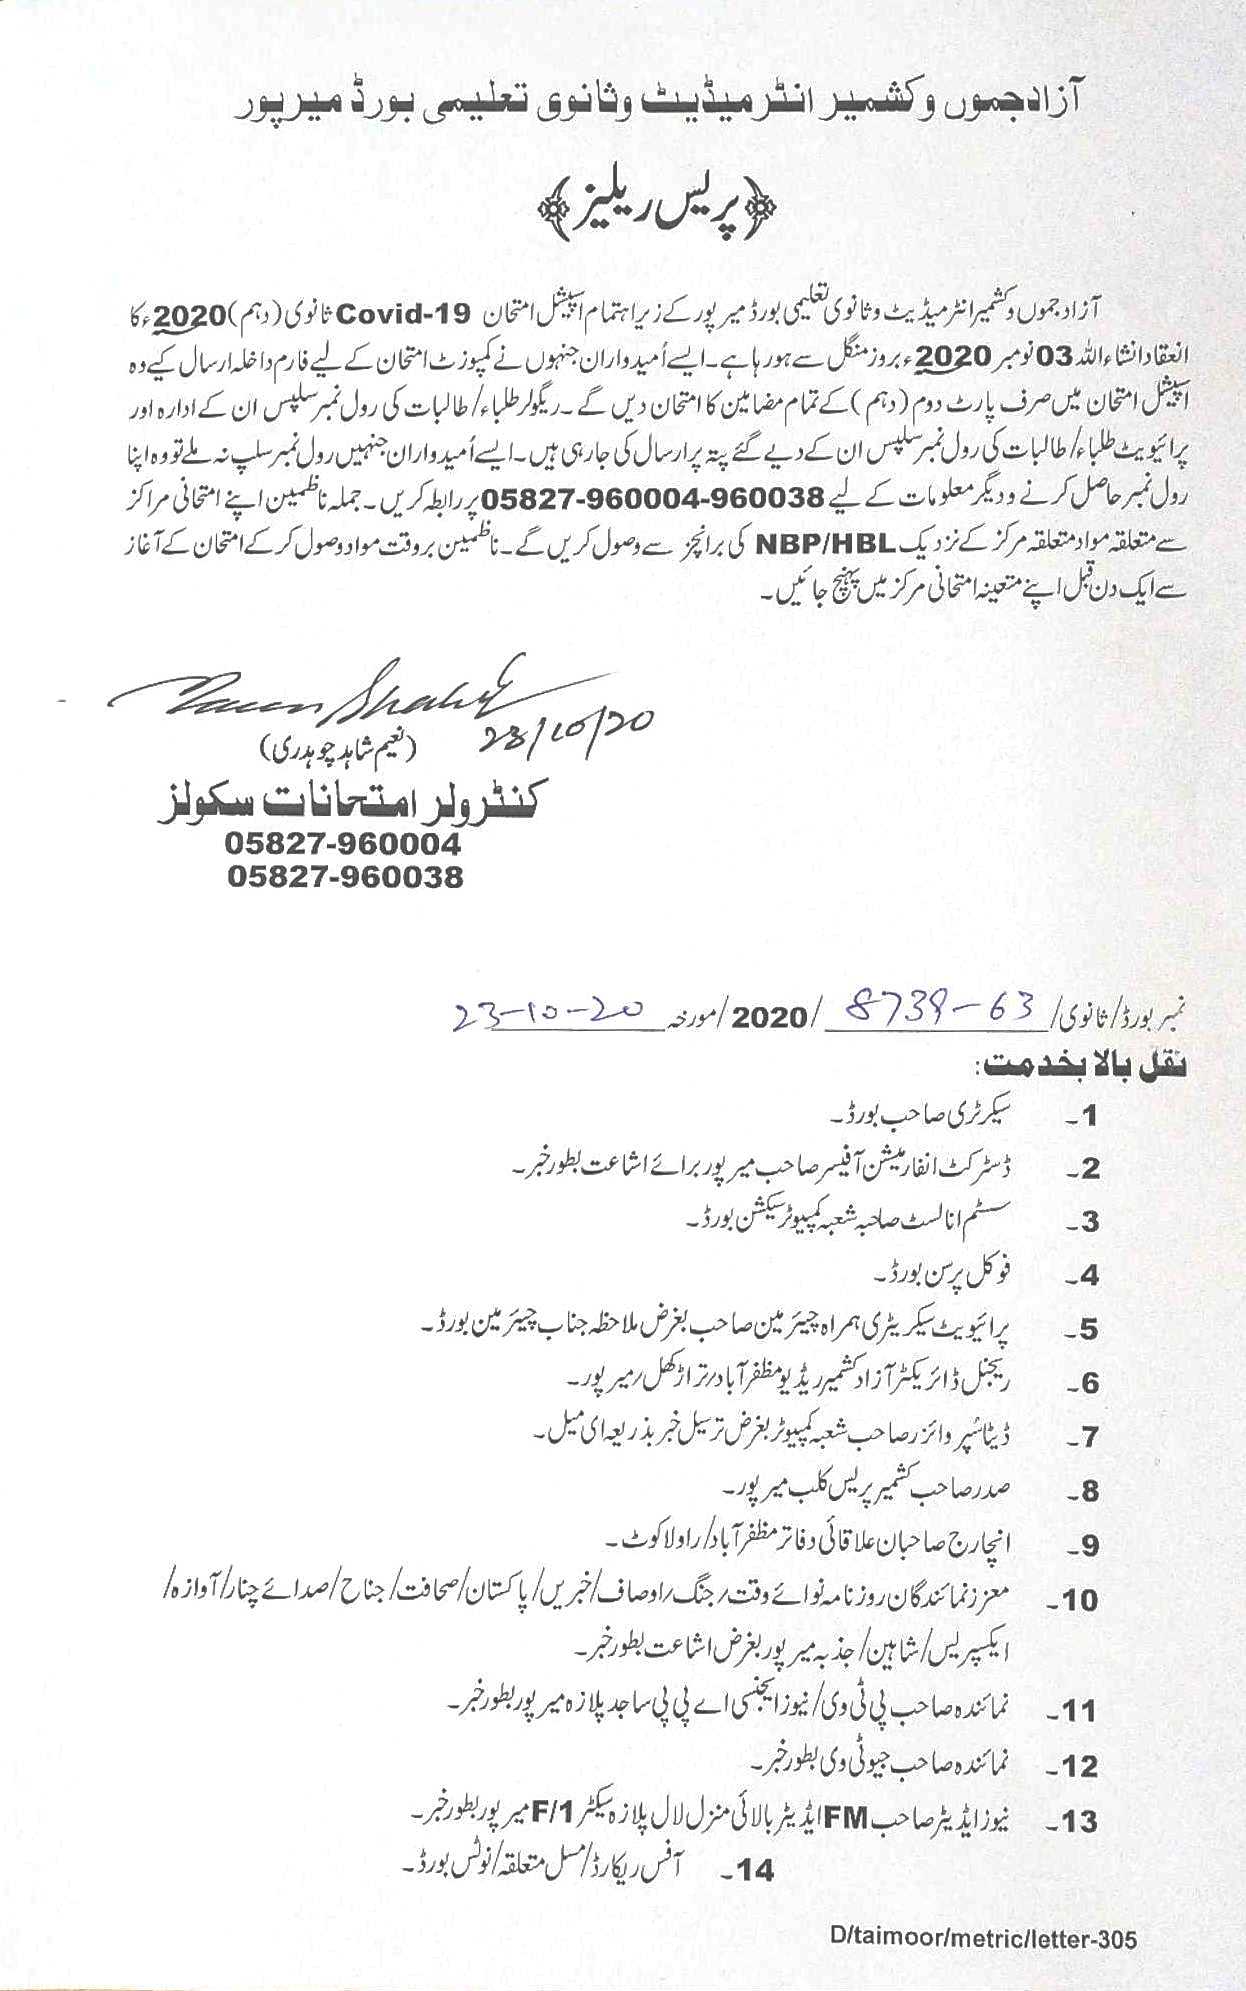 آزاد جموں و کشمیر انٹرمیڈیٹ و ثانوی تعلیمی بورڈ میرپور
﴿پریس ریلیز﴾
آزاد جموں و کشمیر انٹرمیڈیٹ و ثانوی تعلیمی بورڈ میرپور کے زیر اہتمام اسپیشل امتحان Covid-19 ثانوی (دہم) 2020ء کا
انعقاد انشاء اللہ 03 نومبر 2020ء بروز منگل سے ہو رہا ہے۔ ایسے اُمیدواران جنہوں نے کمپوزٹ امتحان کے لیے فارم داخلہ ارسال کیے وہ
اسپیشل امتحان میں صرف پارٹ دوم (دہم) کے تمام مضامین کا امتحان دیں گے۔ ریگولر طلباء/طالبات کی رول نمبر سلپس ان کے ادارہ اور
پرائیویٹ طلباء/طالبات کی رول نمبر سلپس ان کے دیے گئے پتہ پر ارسال کی جا رہی ہیں۔ ایسے اُمیدواران جنہیں رول نمبر سلپ نہ ملے تو وہ اپنا
رول نمبر حاصل کرنے و دیگر معلومات کے لیے 05827-960004-960038 پر رابطہ کریں۔ جملہ ناظمین اپنے امتحانی مراکز
سے متعلقہ مواد متعلقہ مرکز کے نزدیک NBP/HBL کی برانچز سے وصول کریں گے۔ ناظمین بروقت مواد وصول کر کے امتحان کے آغاز
سے ایک دن قبل اپنے متعینہ امتحانی مرکز میں پہنچ جائیں۔
23/10/20
(نعیم شاہد چوہدری)
کنٹرولر امتحانات سکولز
05827-960004
05827-960038
نمبر بورڈ/ثانوی/ 8739-63 /2020/مورخہ 23-10-20
نقل بالا بخدمت:
1۔ سیکرٹری صاحب بورڈ۔
2۔ ڈسٹرکٹ انفارمیشن آفیسر صاحب میرپور برائے اشاعت بطور خبر۔
3۔ سسٹم انالسٹ صاحبہ شعبہ کمپیوٹر سیکشن بورڈ۔
4۔ فوکل پرسن بورڈ۔
5۔ پرائیویٹ سیکریٹری ہمراہ چیئرمین صاحب بغرض ملاحظہ جناب چیئرمین بورڈ۔
6۔ ریجنل ڈائریکٹر آزاد کشمیر ریڈیو مظفرآباد/تراڑکھل/میرپور۔
7۔ ڈیٹا سپروائزر صاحب شعبہ کمپیوٹر بغرض ترسیل خبر بذریعہ ای میل۔
8۔ صدر صاحب کشمیر پریس کلب میرپور۔
9۔ انچارج صاحبان علاقائی دفاتر مظفرآباد/راولاکوٹ۔
10۔ معزز نمائندگان روزنامہ نوائے وقت/جنگ/اوصاف/خبریں/پاکستان/صحافت/جناح/صدائے چنار/آوازہ/
ایکسپریس/شاہین/جذبہ میرپور بغرض اشاعت بطور خبر۔
11۔ نمائندہ صاحب پی ٹی وی/نیوز ایجنسی اے پی پی ساجد پلازہ میرپور بطور خبر۔
12۔ نمائندہ صاحب جیو ٹی وی بطور خبر۔
13۔ نیوز ایڈیٹر صاحب FM ایڈیٹر بالائی منزل لال پلازہ سیکٹر F/1 میرپور بطور خبر۔
14۔ آفس ریکارڈ/مسل متعلقہ/نوٹس بورڈ۔
D/taimoor/metric/letter-305